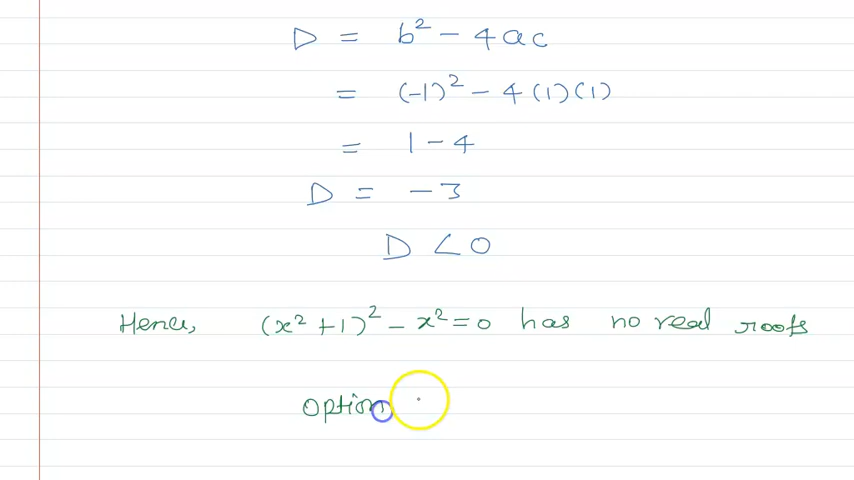 D = b² - 4ac
= (-1)² - 4(1)(1)
= 1 - 4
D = -3
D < 0
Hence, (x² + 1)² - x² = 0 has no real roots
option